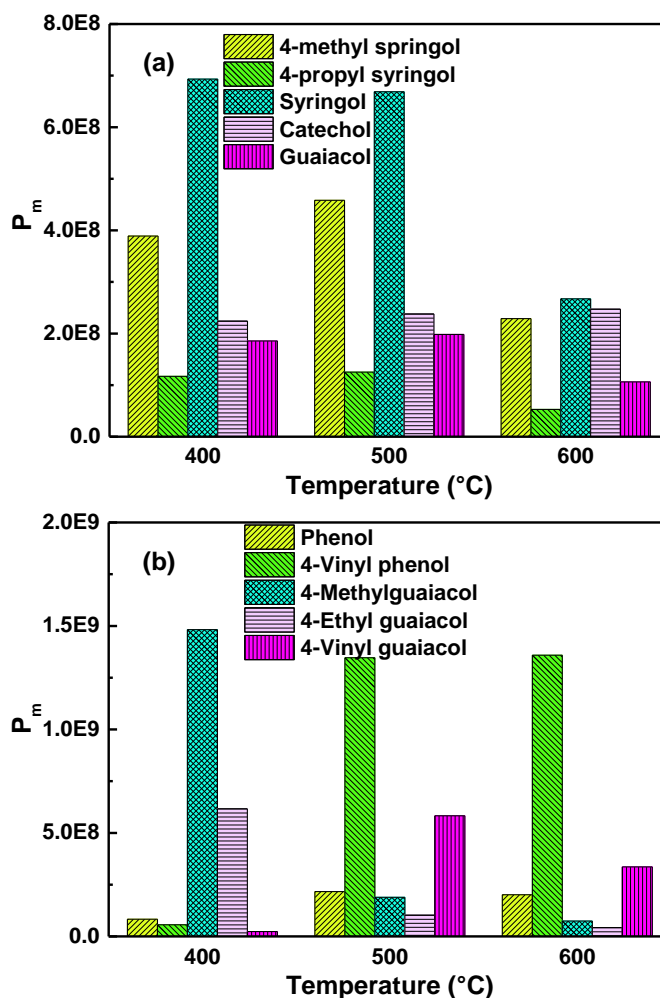 8.0E8
(a)
4-methyl springol
4-propyl syringol
Syringol
Catechol
Guaiacol
6.0E8
4.0E8
2.0E8
0.0
Pm
400 500 600
Temperature (°C)
2.0E9
(b)
Phenol
4-Vinyl phenol
4-Methylguaiacol
4-Ethyl guaiacol
4-Vinyl guaiacol
1.5E9
1.0E9
5.0E8
0.0
Pm
400 500 600
Temperature (°C)